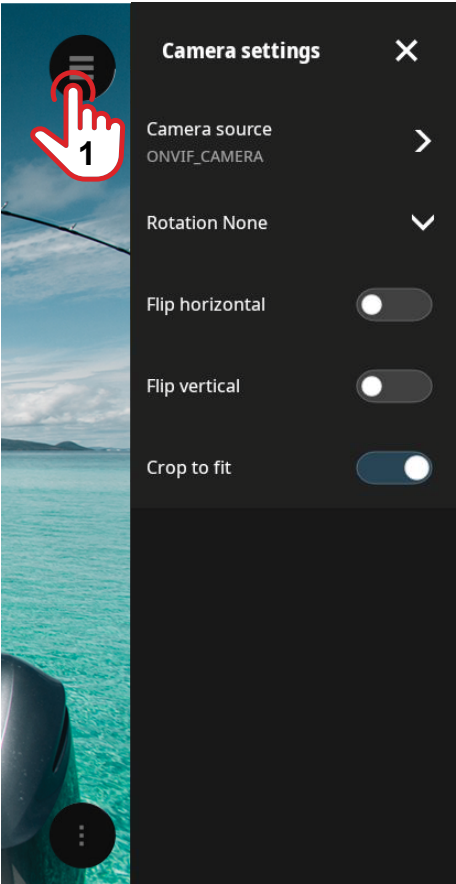 Camera settings
1
Camera source
ONVIF_CAMERA
Rotation None
Flip horizontal
Flip vertical
Crop to fit